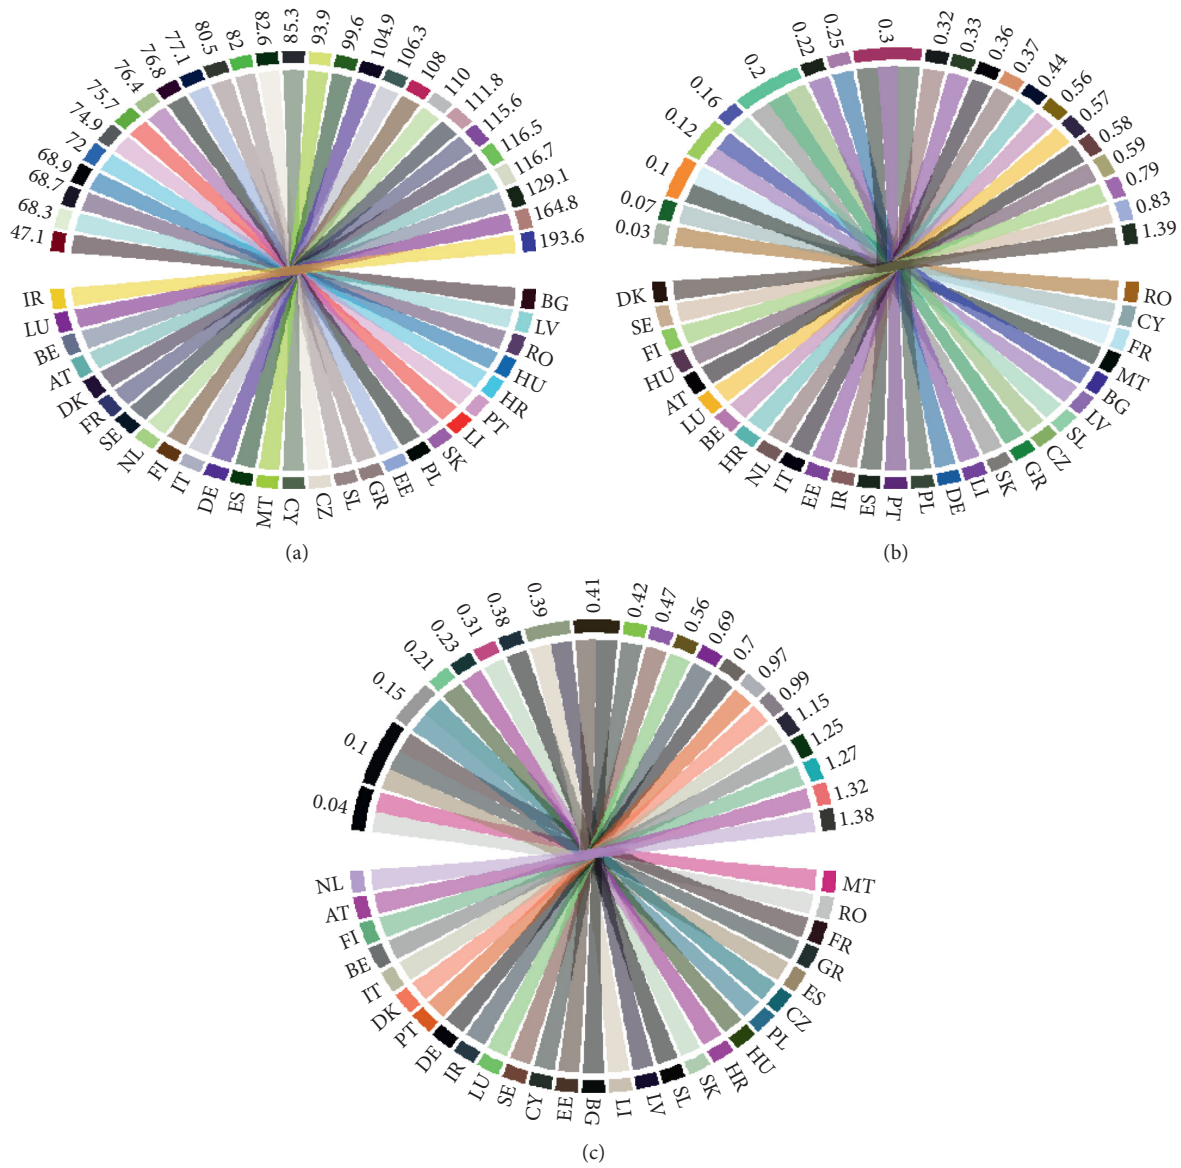 47.1
68.3
68.7
68.9
72
74.9
75.7
76.4
76.8
77.1
80.5
82
82.6
85.3
93.9
99.6
104.9
106.3
108
110
111.8
115.6
116.5
116.7
129.1
164.8
193.6
BG
LV
RO
HU
HR
PT
LI
SK
PL
EE
GR
SL
CZ
CY
MT
ES
DE
IT
FI
NL
SE
FR
DK
AT
BE
LU
IR
(a)
0.03
0.07
0.1
0.12
0.16
0.2
0.22
0.25
0.3
0.32
0.33
0.36
0.37
0.44
0.56
0.57
0.58
0.59
0.79
0.83
1.39
RO
CY
FR
MT
BG
LV
SL
CZ
GR
SK
LI
DE
PL
PT
ES
IR
EE
IT
NL
HR
BE
LU
AT
HU
FI
SE
DK
(b)
0.04
0.1
0.15
0.21
0.23
0.31
0.38
0.39
0.41
0.42
0.47
0.56
0.69
0.7
0.97
0.99
1.15
1.25
1.27
1.32
1.38
MT
RO
FR
GR
ES
CZ
PL
HU
HR
SK
SL
LV
LI
BG
EE
CY
SE
LU
IR
DE
PT
DK
IT
BE
FI
AT
NL
(c)